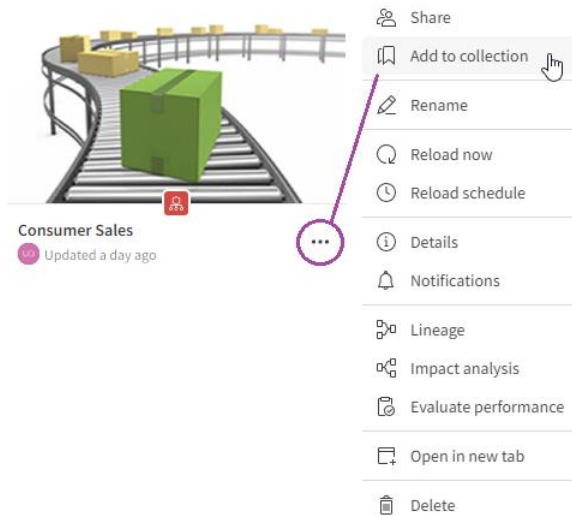 Consumer Sales
Updated a day ago
Share
Add to collection
Rename
Reload now
Reload schedule
Details
Notifications
Lineage
Impact analysis
Evaluate performance
Open in new tab
Delete